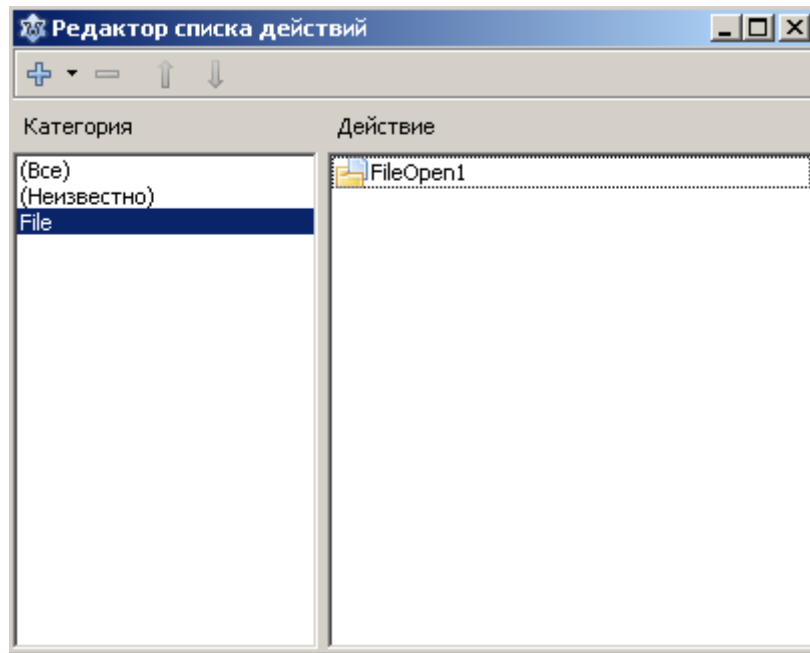 Редактор списка действий
Категория
Действие
(Все)
(Неизвестно)
File
FileOpen1